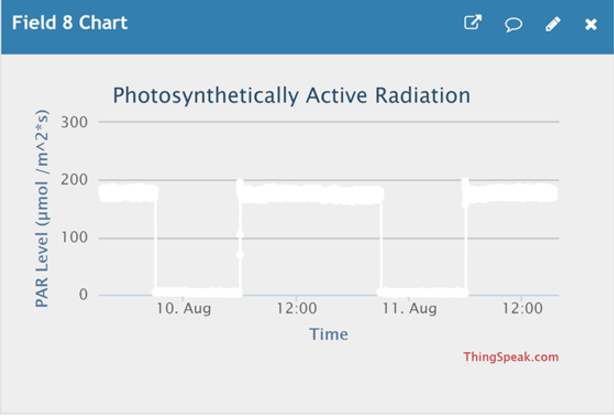 Field 8 Chart
Photosynthetically Active Radiation
PAR Level (μmol /m^2*s)
300
200
100
0
10. Aug 12:00 11. Aug 12:00
Time
ThingSpeak.com